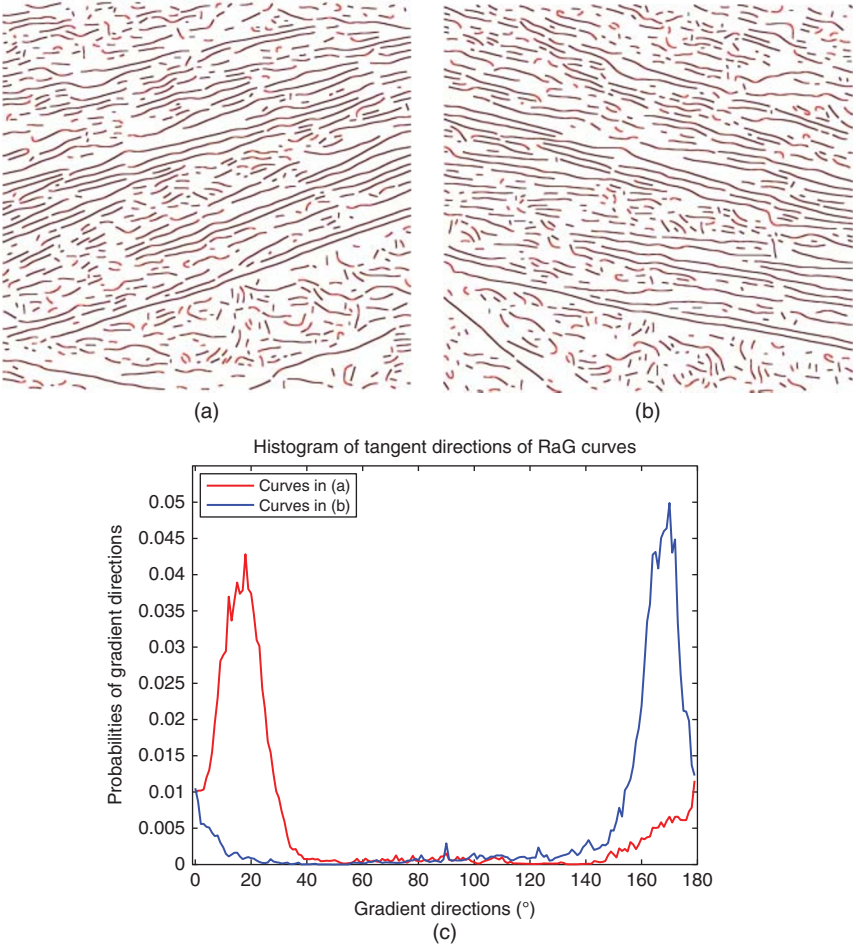 (a)
(b)
Histogram of tangent directions of RaG curves
Curves in (a)
Curves in (b)
Probabilities of gradient directions
0.05
0.045
0.04
0.035
0.03
0.025
0.02
0.015
0.01
0.005
0
0 20 40 60 80 100 120 140 160 180
Gradient directions (°)
(c)